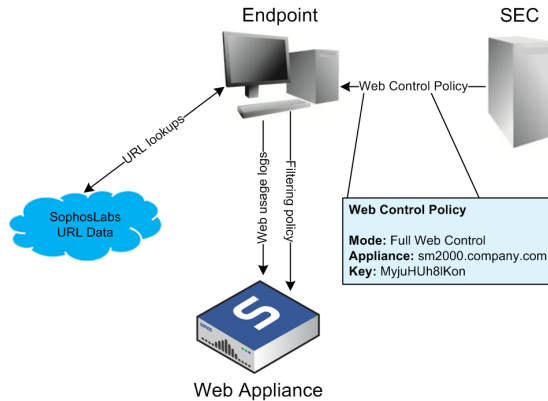 Endpoint
SEC
Web Control Policy
URL lookups
SophosLabs
URL Data
Web usage logs
Filtering policy
Web Control Policy
Mode: Full Web Control
Appliance: sm2000.company.com
Key: MyjuHUh8lKon
S
Web Appliance